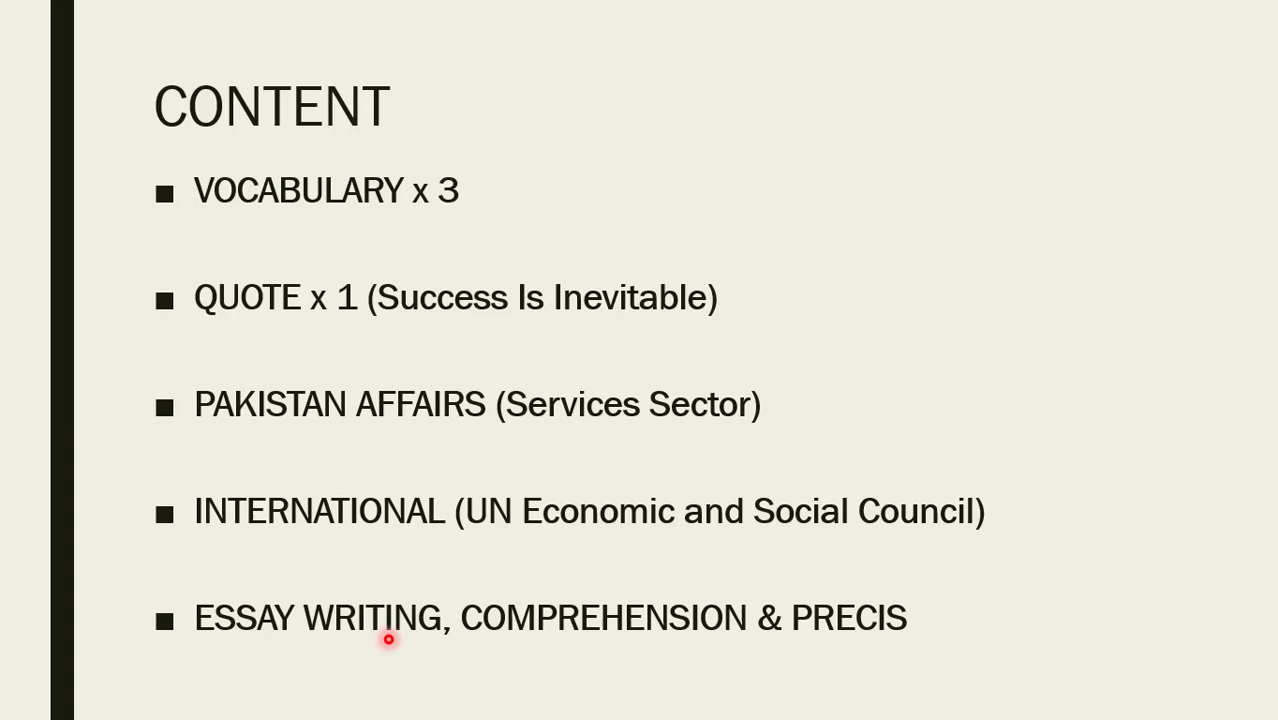 CONTENT
VOCABULARY x 3
QUOTE x 1 (Success Is Inevitable)
PAKISTAN AFFAIRS (Services Sector)
INTERNATIONAL (UN Economic and Social Council)
ESSAY WRITING, COMPREHENSION & PRECIS